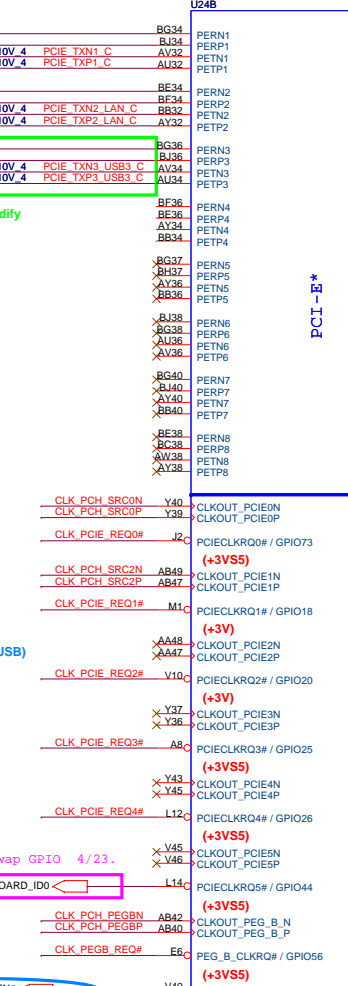 U24B
BG34 PERN1
BJ34 PERP1
10V_4 PCIE_TXN1_C AV32 PETN1
10V_4 PCIE_TXP1_C AU32 PETP1
BE34 PERN2
BF34 PERP2
10V_4 PCIE_TXN2_LAN_C BB32 PETN2
10V_4 PCIE_TXP2_LAN_C AY32 PETP2
BG36 PERN3
BJ36 PERP3
10V_4 PCIE_TXN3_USB3_C AV34 PETN3
10V_4 PCIE_TXP3_USB3_C AU34 PETP3
dify
BF36 PERN4
BE36 PERP4
AY34 PETN4
BB34 PETP4
BG37 PERN5
BH37 PERP5
AY36 PETN5
BB36 PETP5
PCI-E*
BJ38 PERN6
BG38 PERP6
AU36 PETN6
AV36 PETP6
BG40 PERN7
BJ40 PERP7
AY40 PETN7
BB40 PETP7
BE38 PERN8
BC38 PERP8
AW38 PETN8
AY38 PETP8
CLK_PCH_SRC0N Y40 CLKOUT_PCIE0N
CLK_PCH_SRC0P Y39 CLKOUT_PCIE0P
CLK_PCIE_REQ0# J2 PCIECLKRQ0# / GPIO73
(+3VS5)
CLK_PCH_SRC2N AB49 CLKOUT_PCIE1N
CLK_PCH_SRC2P AB47 CLKOUT_PCIE1P
CLK_PCIE_REQ1# M1 PCIECLKRQ1# / GPIO18
(+3V)
USB) AA48 CLKOUT_PCIE2N
AA47 CLKOUT_PCIE2P
CLK_PCIE_REQ2# V10 PCIECLKRQ2# / GPIO20
(+3V)
Y37 CLKOUT_PCIE3N
Y36 CLKOUT_PCIE3P
CLK_PCIE_REQ3# A8 PCIECLKRQ3# / GPIO25
(+3VS5)
Y43 CLKOUT_PCIE4N
Y45 CLKOUT_PCIE4P
CLK_PCIE_REQ4# L12 PCIECLKRQ4# / GPIO26
(+3VS5)
V45 CLKOUT_PCIE5N
wap GPIO 4/23. V46 CLKOUT_PCIE5P
OARD_ID0 L14 PCIECLKRQ5# / GPIO44
(+3VS5)
CLK_PCH_PEGBN AB42 CLKOUT_PEG_B_N
CLK_PCH_PEGBP AB40 CLKOUT_PEG_B_P
CLK_PEGB_REQ# E6 PEG_B_CLKRQ# / GPIO56
(+3VS5)